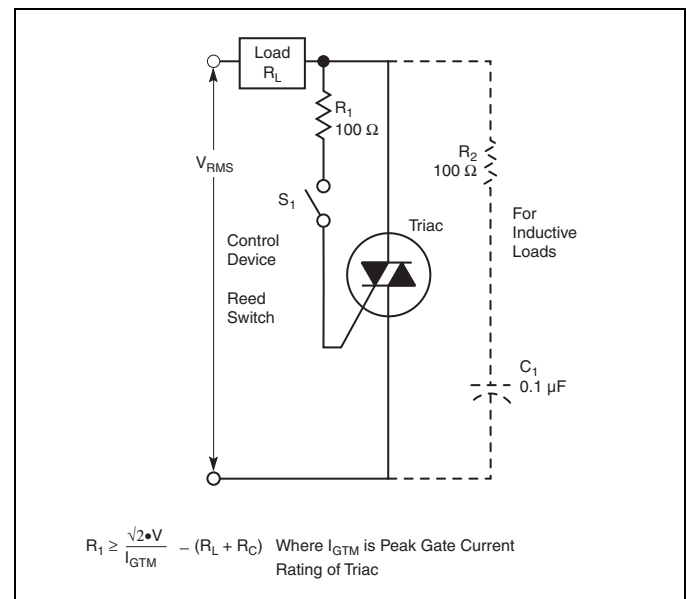 Load
R_L
R_1
100 Ω
V_RMS
S_1
R_2
100 Ω
Triac
For
Inductive
Loads
Control
Device
Reed
Switch
C_1
0.1 µF
R_1 ≥ √2•V / I_GTM – (R_L + R_C) Where I_GTM is Peak Gate Current
Rating of Triac